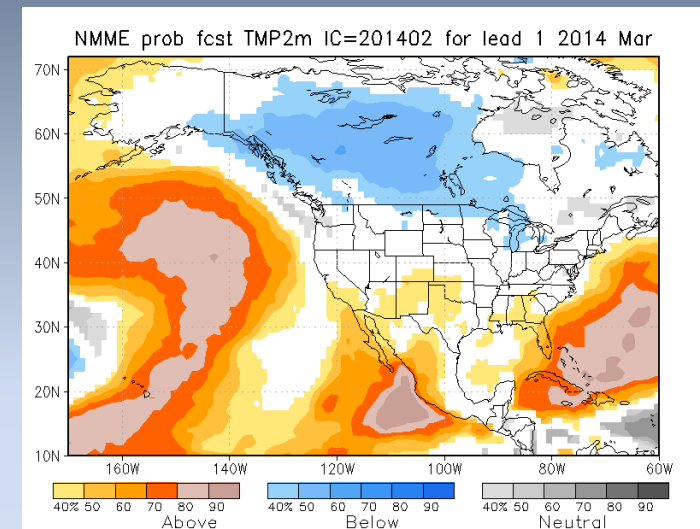 NMME prob fcst TMP2m IC=201402 for lead 1 2014 Mar
70N
60N
50N
40N
30N
20N
10N
160W 140W 120W 100W 80W 60W
40% 50 60 70 80 90 40% 50 60 70 80 90 40% 50 60 70 80 90
Above Below Neutral